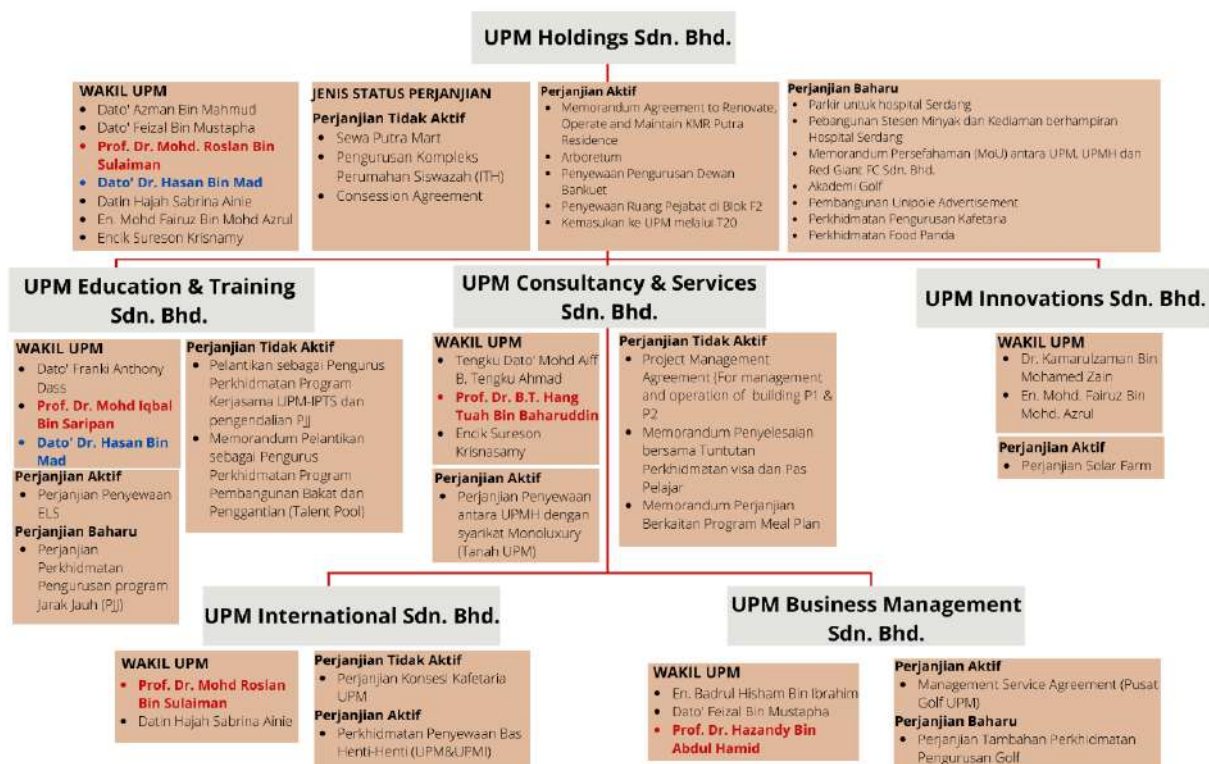 UPM Holdings Sdn. Bhd.
WAKIL UPM
• Dato' Azman Bin Mahmud
• Dato' Feizal Bin Mustapha
• Prof. Dr. Mohd. Roslan Bin
Sulaiman
• Dato' Dr. Hasan Bin Mad
• Datin Hajah Sabrina Ainie
• En. Mohd Fairuz Bin Mohd Azrul
• Encik Sureson Krisnamy
JENIS STATUS PERJANJIAN
Perjanjian Tidak Aktif
• Sewa Putra Mart
• Pengurusan Kompleks
Perumahan Siswazah (ITH)
• Consession Agreement
Perjanjian Aktif
• Memorandum Agreement to Renovate,
Operate and Maintain KMR Putra
Residence
• Arboretum
• Penyewaan Pengurusan Dewan
Bankuet
• Penyewaan Ruang Pejabat di Blok F2
• Kemasukan ke UPM melalui T20
Perjanjian Baharu
• Parkir untuk hospital Serdang
• Pebangunan Stesen Minyak dan Kediaman berhampiran
Hospital Serdang
• Memorandum Persefahaman (MoU) antara UPM, UPMH dan
Red Giant FC Sdn. Bhd.
• Akademi Golf
• Pembangunan Unipole Advertisement
• Perkhidmatan Pengurusan Kafetaria
• Perkhidmatan Food Panda
UPM Education & Training
Sdn. Bhd.
WAKIL UPM
• Dato' Franki Anthony
Dass
• Prof. Dr. Mohd Iqbal
Bin Saripan
• Dato' Dr. Hasan Bin
Mad
Perjanjian Aktif
• Perjanjian Penyewaan
ELS
Perjanjian Baharu
• Perjanjian
Perkhidmatan
Pengurusan program
Jarak Jauh (PJJ)
Perjanjian Tidak Aktif
• Pelantikan sebagai Pengurus
Perkhidmatan Program
Kerjasama UPM-IPTS dan
pengendalian PJJ
• Memorandum Pelantikan
sebagai Pengurus
Perkhidmatan Program
Pembangunan Bakat dan
Penggantian (Talent Pool)
UPM Consultancy & Services
Sdn. Bhd.
WAKIL UPM
• Tengku Dato' Mohd Aiff
B. Tengku Ahmad
• Prof. Dr. B.T. Hang
Tuah Bin Baharuddin
• Encik Sureson
Krisnasamy
Perjanjian Aktif
• Perjanjian Penyewaan
antara UPMH dengan
syarikat Monoluxury
(Tanah UPM)
Perjanjian Tidak Aktif
• Project Management
Agreement (For management
and operation of building P1 &
P2
• Memorandum Penyelesaian
bersama Tuntutan
Perkhidmatan visa dan Pas
Pelajar
• Memorandum Perjanjian
Berkaitan Program Meal Plan
UPM Innovations Sdn. Bhd.
WAKIL UPM
• Dr. Kamarulzaman Bin
Mohamed Zain
• En. Mohd. Fairuz Bin
Mohd. Azrul
Perjanjian Aktif
• Perjanjian Solar Farm
UPM International Sdn. Bhd.
WAKIL UPM
• Prof. Dr. Mohd Roslan
Bin Sulaiman
• Datin Hajah Sabrina Ainie
Perjanjian Tidak Aktif
• Perjanjian Konsesi Kafetaria
UPM
Perjanjian Aktif
• Perkhidmatan Penyewaan Bas
Henti-Henti (UPM&UPMI)
UPM Business Management
Sdn. Bhd.
WAKIL UPM
• En. Badrul Hisham Bin Ibrahim
• Dato' Feizal Bin Mustapha
• Prof. Dr. Hazandy Bin
Abdul Hamid
Perjanjian Aktif
• Management Service Agreement (Pusat
Golf UPM)
Perjanjian Baharu
• Perjanjian Tambahan Perkhidmatan
Pengurusan Golf